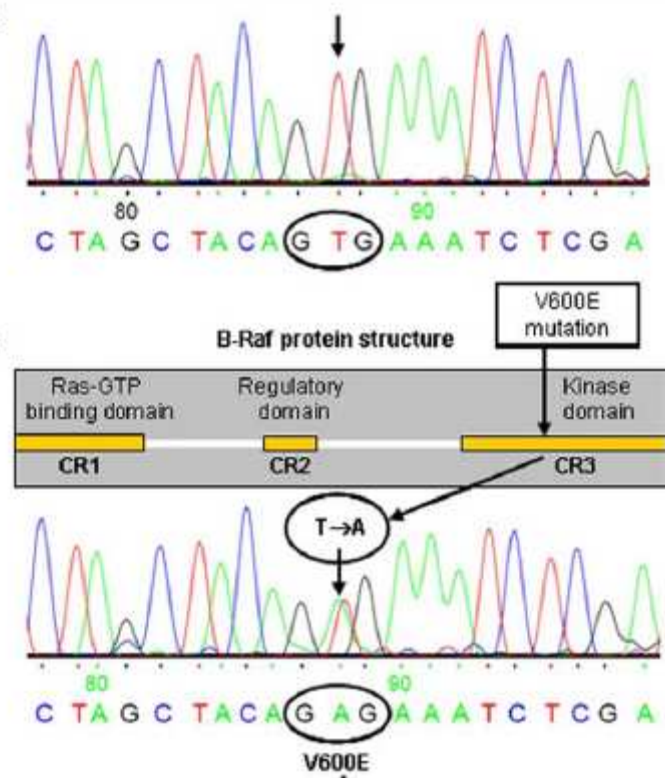 80 90
C T A G C T A C A G T G A A A T C T C G A
V600E
mutation
B-Raf protein structure
Ras-GTP
binding domain
Regulatory
domain
Kinase
domain
CR1 CR2 CR3
T→A
80 90
C T A G C T A C A G A G A A A T C T C G A
V600E